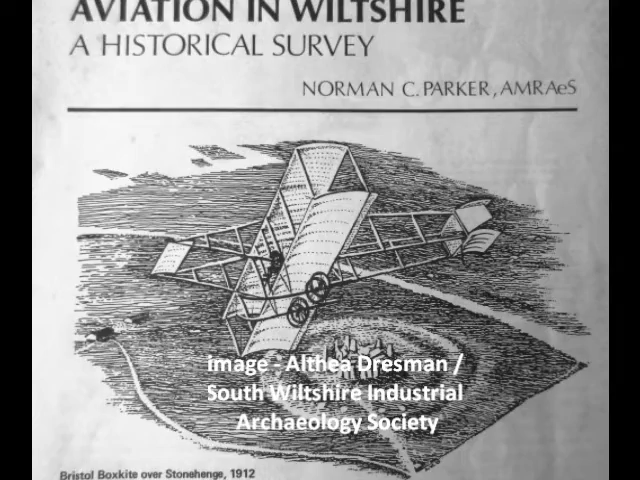 AVIATION IN WILTSHIRE
A HISTORICAL SURVEY
NORMAN C. PARKER, AMRAeS
image - Althea Dresman /
South Wiltshire Industrial
Archaeology Society
Bristol Boxkite over Stonehenge, 1912